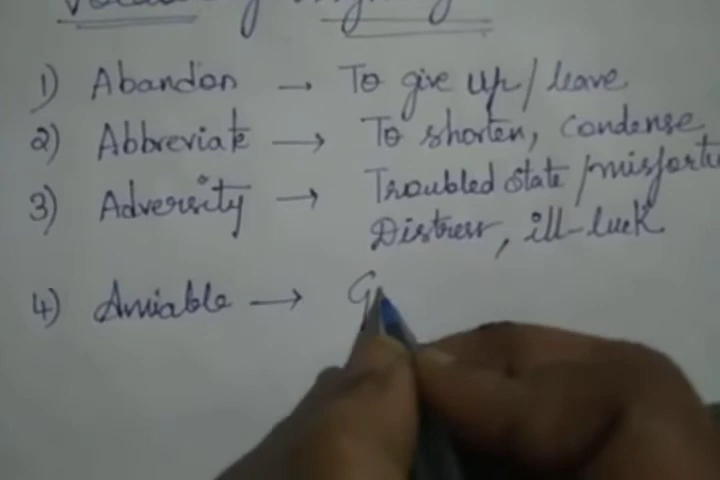 1) Abandon → To give up / leave
2) Abbreviate → To shorten, condense
3) Adversity → Troubled state / misfortu
Distress, ill-luck
4) Amiable → G